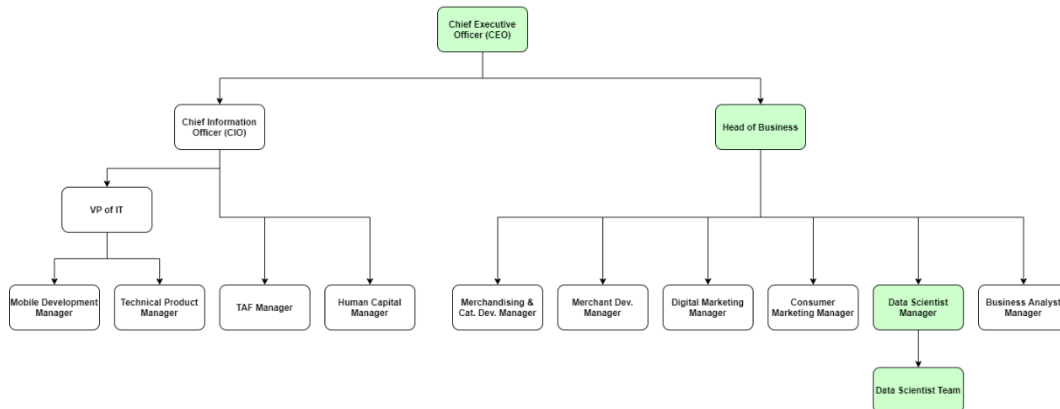 Chief Executive
Officer (CEO)
Chief Information
Officer (CIO)
Head of Business
VP of IT
Mobile Development
Manager
Technical Product
Manager
TAF Manager
Human Capital
Manager
Merchandising &
Cat. Dev. Manager
Merchant Dev.
Manager
Digital Marketing
Manager
Consumer
Marketing Manager
Data Scientist
Manager
Business Analyst
Manager
Data Scientist Team